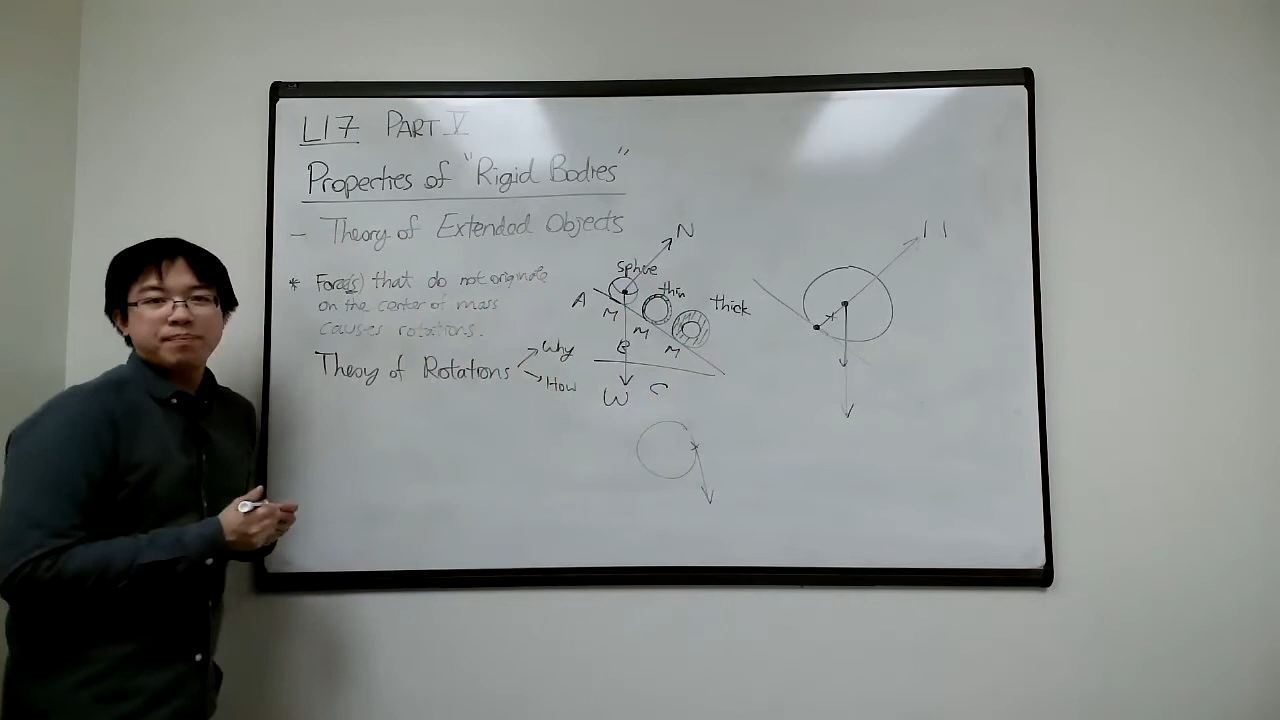 L17 PART V
Properties of "Rigid Bodies"
- Theory of Extended Objects
* Force(s) that do not originate
on the center of mass
causes rotations.
Theory of Rotations
Why
How
N
Sphere
thin
thick
A
M
M
M
W